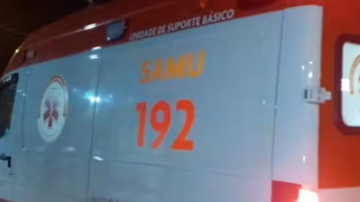 UNIDADE DE SUPORTE BÁSICO
SAMU
192